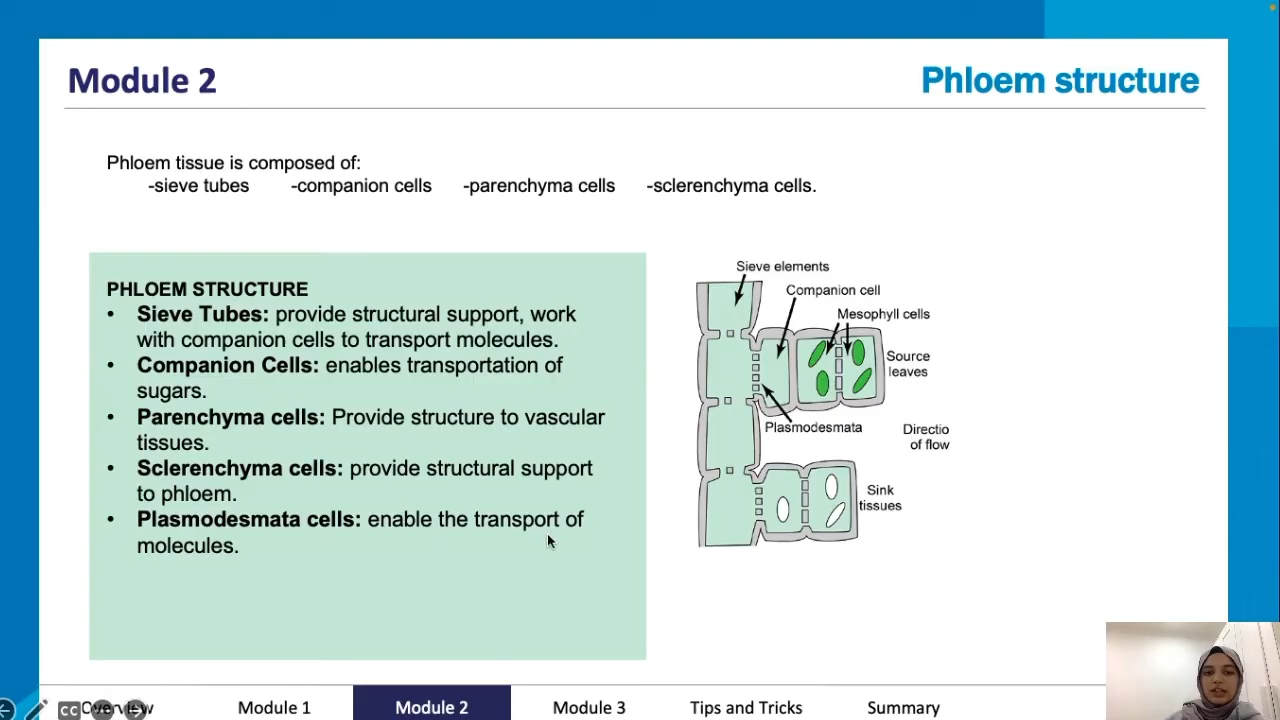 Module 2
Phloem structure
Phloem tissue is composed of:
-sieve tubes -companion cells -parenchyma cells -sclerenchyma cells.
PHLOEM STRUCTURE
• Sieve Tubes: provide structural support, work
with companion cells to transport molecules.
• Companion Cells: enables transportation of
sugars.
• Parenchyma cells: Provide structure to vascular
tissues.
• Sclerenchyma cells: provide structural support
to phloem.
• Plasmodesmata cells: enable the transport of
molecules.
Sieve elements
Companion cell
Mesophyll cells
Source
leaves
Plasmodesmata
Directio
of flow
Sink
tissues
CC
Overview Module 1 Module 2 Module 3 Tips and Tricks Summary